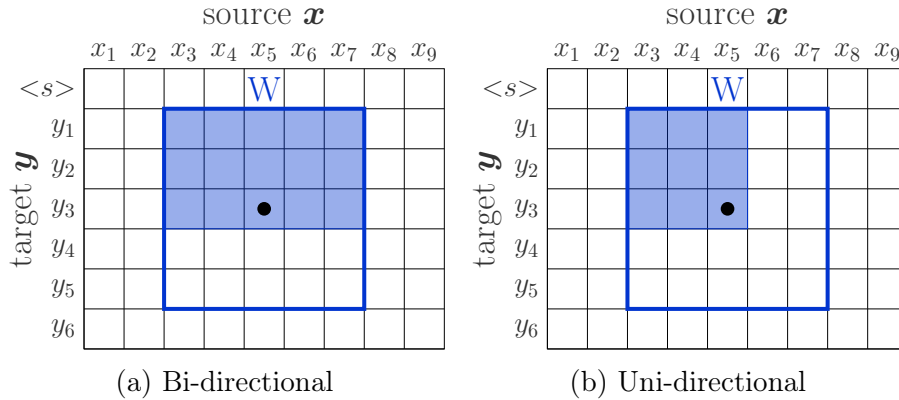 source x
x1 x2 x3 x4 x5 x6 x7 x8 x9
target y
<s>
W
y1
y2
y3
y4
y5
y6
(a) Bi-directional
source x
x1 x2 x3 x4 x5 x6 x7 x8 x9
target y
<s>
W
y1
y2
y3
y4
y5
y6
(b) Uni-directional